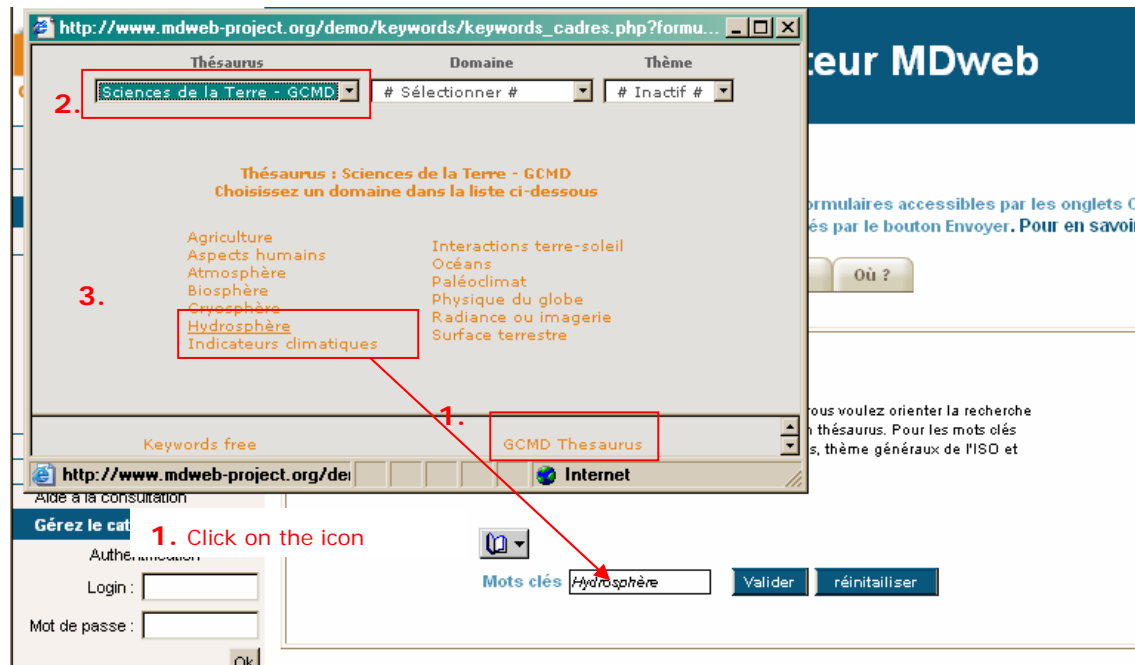 http://www.mdweb-project.org/demo/keywords/keywords_cadres.php?formu...
Thésaurus Domaine Thème
2. Sciences de la Terre - GCMD # Sélectionner # # Inactif #
Thésaurus : Sciences de la Terre - GCMD
Choisissez un domaine dans la liste ci-dessous
3.
Agriculture
Aspects humains
Atmosphère
Biosphère
Cryosphère
Hydrosphère
Indicateurs climatiques
Interactions terre-soleil
Océans
Paléoclimat
Physique du globe
Radiance ou imagerie
Surface terrestre
1.
Keywords free GCMD Thesaurus
http://www.mdweb-project.org/de Internet
teur MDweb
ormulaires accessibles par les onglets
és par le bouton Envoyer. Pour en savoi
Où ?
ous voulez orienter la recherche
n thésaurus. Pour les mots clés
s, thème généraux de l'ISO et
Aide à la consultation
Gérez le cat
1. Click on the icon
Authentification
Login :
Mot de passe :
Ok
Mots clés Hydrosphère Valider réinitailiser